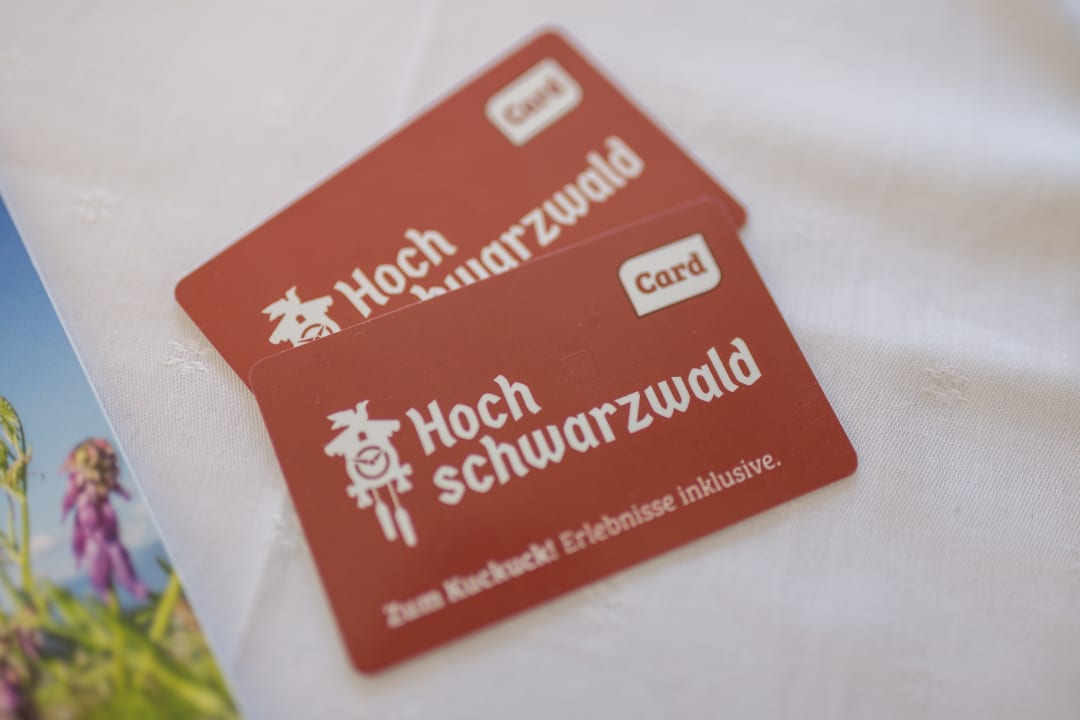 Card
Hoch
schwarzwald
Card
Hoch
schwarzwald
Zum Kuckuck! Erlebnisse inklusive.